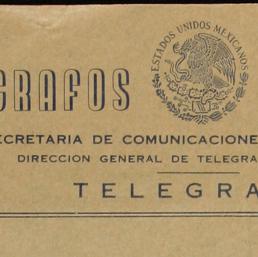 GRAFOS
ESTADOS UNIDOS MEXICANOS
ECRETARIA DE COMUNICACIONE
DIRECCION GENERAL DE TELEGRA
TELEGRA